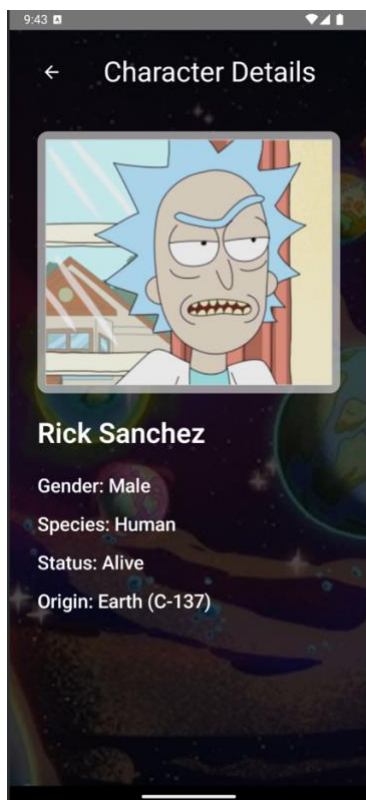 9:43
Character Details
Rick Sanchez
Gender: Male
Species: Human
Status: Alive
Origin: Earth (C-137)